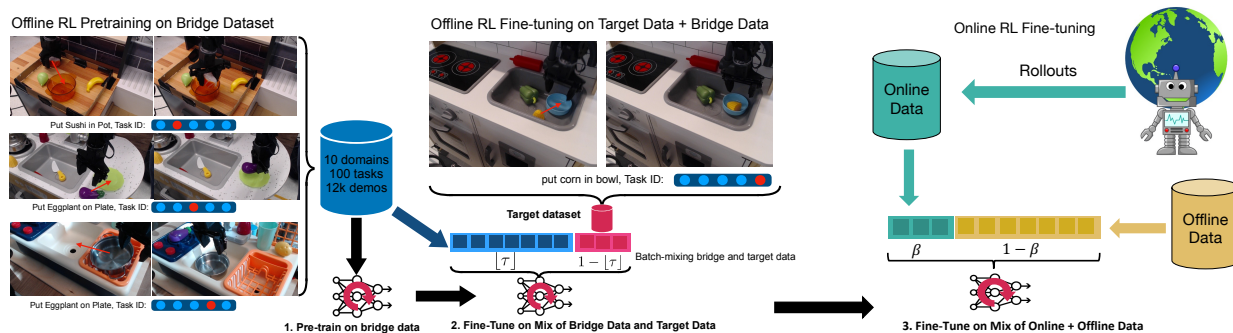 Offline RL Pretraining on Bridge Dataset
Put Sushi in Pot, Task ID:
Put Eggplant on Plate, Task ID:
Put Eggplant on Plate, Task ID:
10 domains
100 tasks
12k demos
1. Pre-train on bridge data
Offline RL Fine-tuning on Target Data + Bridge Data
put corn in bowl, Task ID:
Target dataset
⌊τ⌋
1 − ⌊τ⌋
Batch-mixing bridge and target data
2. Fine-Tune on Mix of Bridge Data and Target Data
Online RL Fine-tuning
Rollouts
Online
Data
Offline
Data
β
1 − β
3. Fine-Tune on Mix of Online + Offline Data